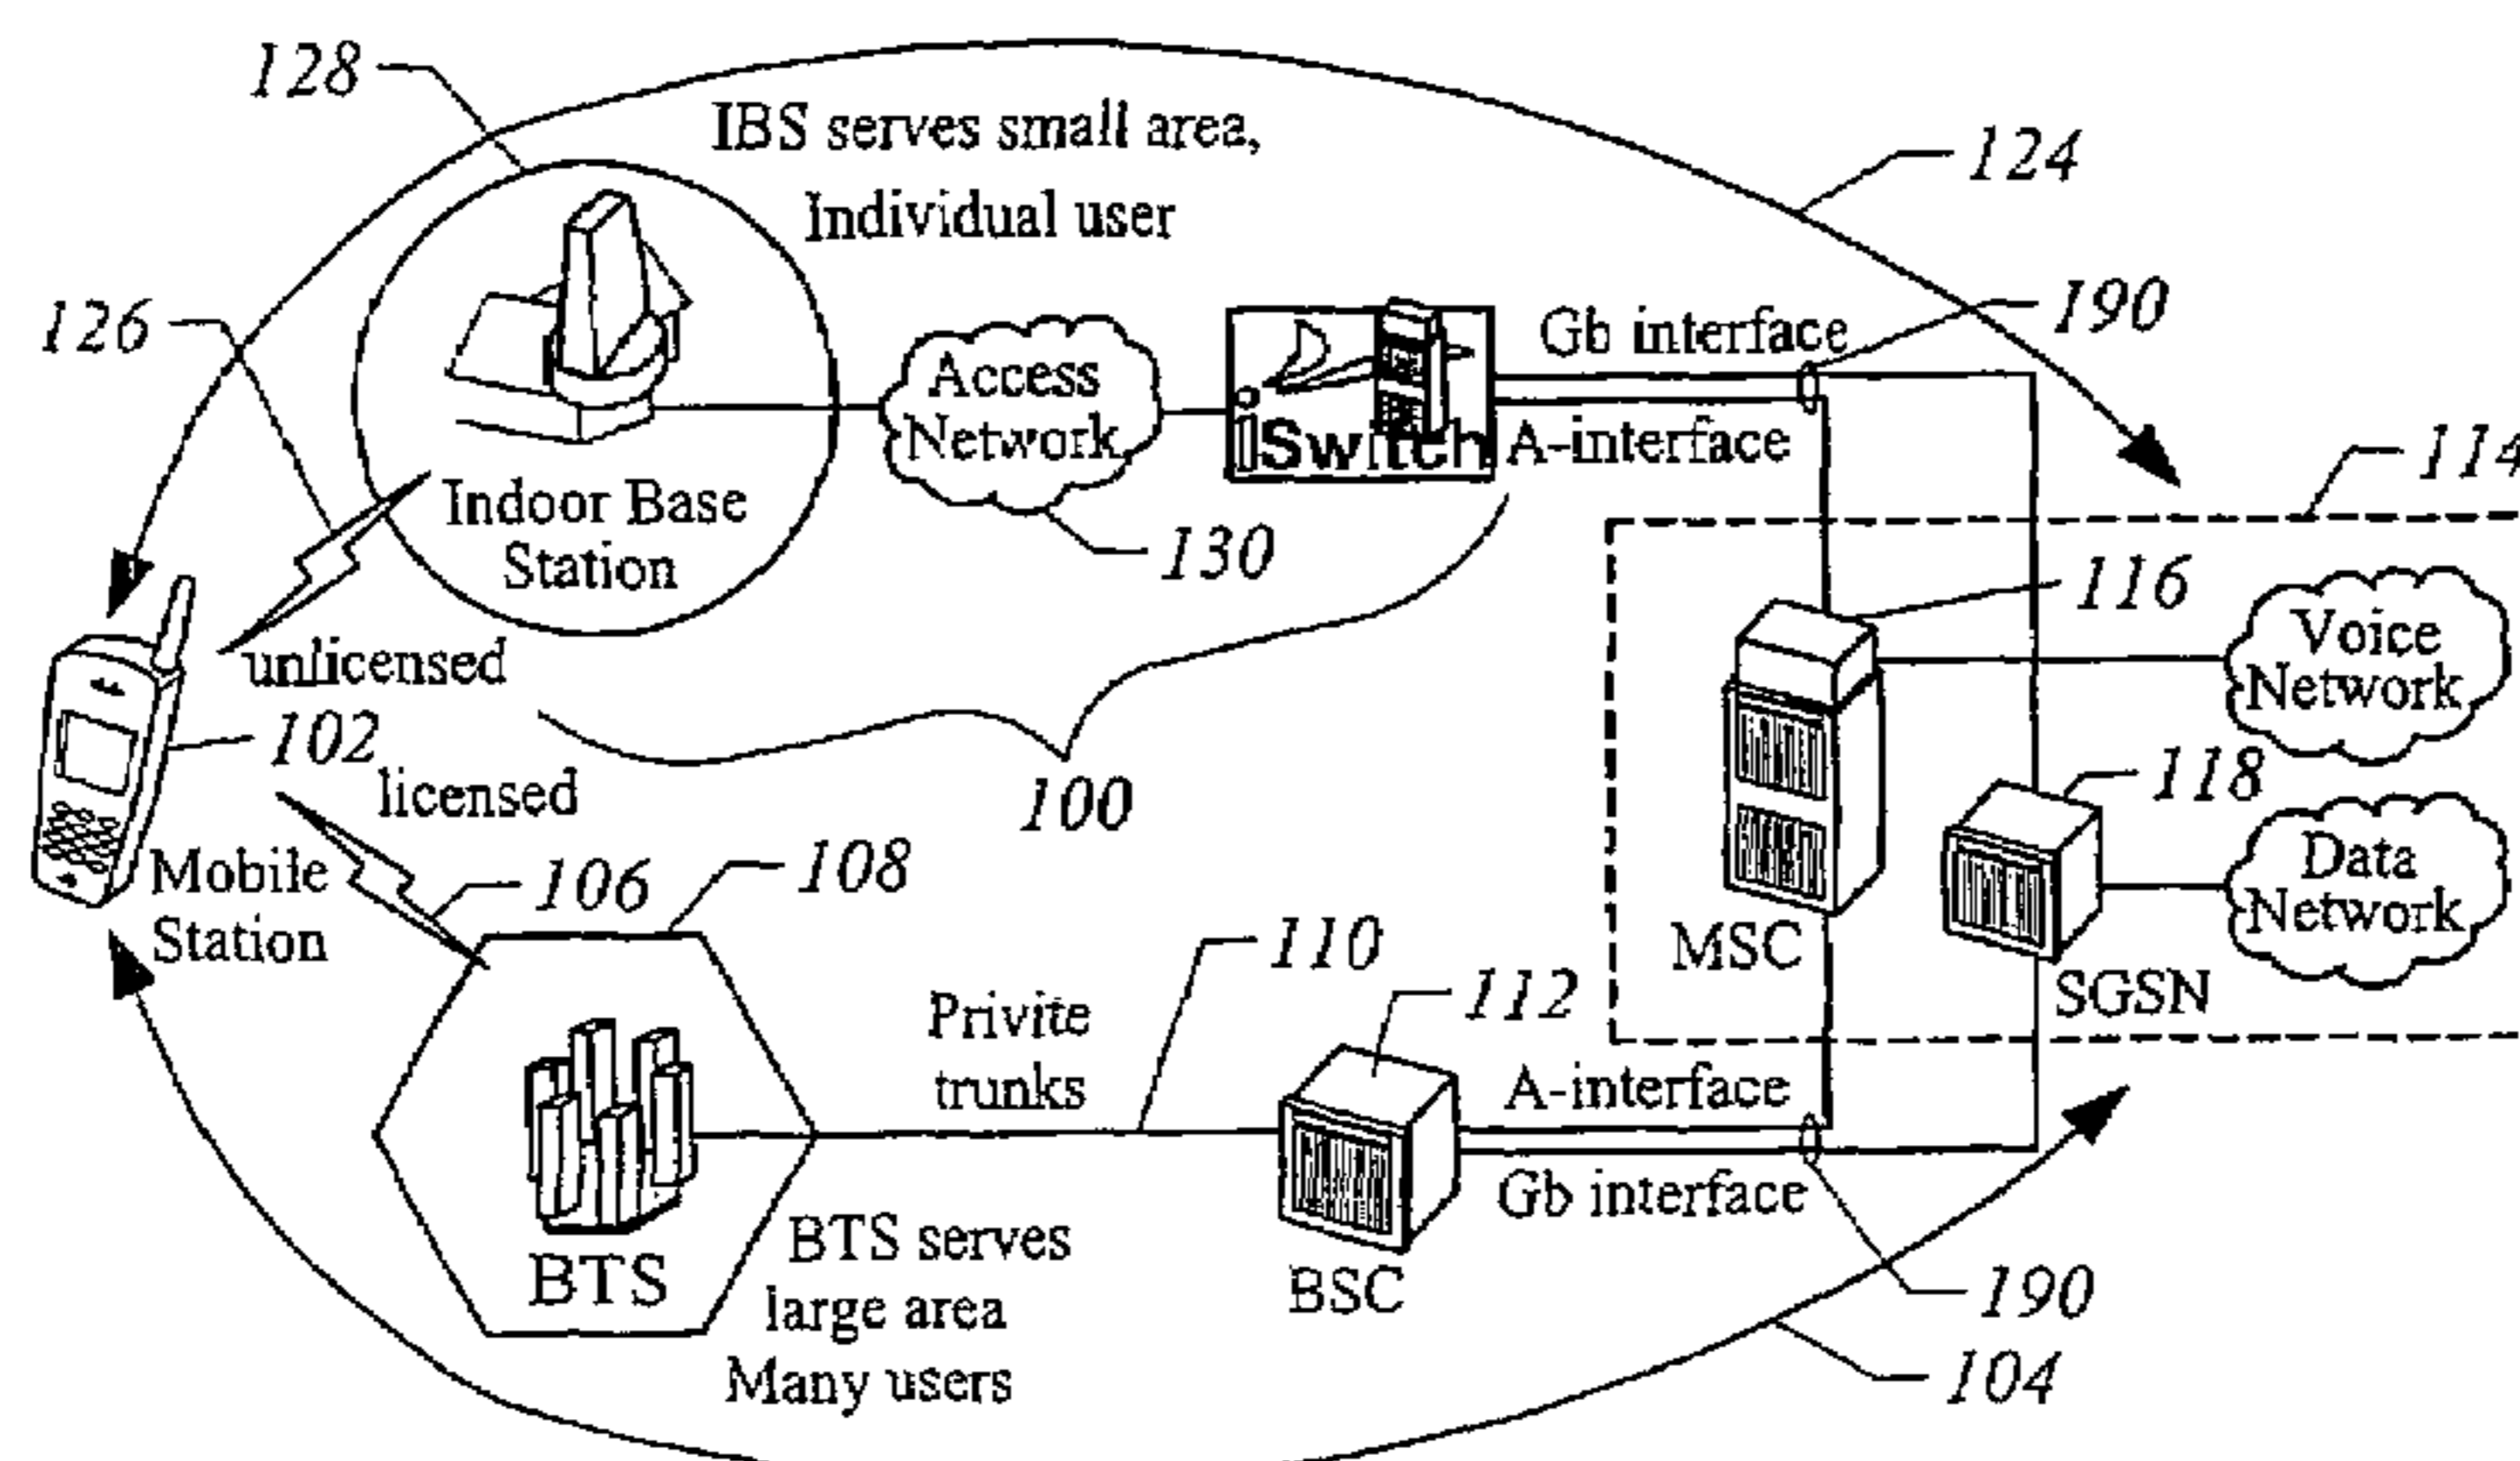 128
IBS serves small area,
Individual user
124
126
190
Gb interface
Access
Network
iSwitch
A-interface
114
Indoor Base
Station
130
116
unlicensed
Voice
Network
102
licensed
100
118
Mobile
Station
106
108
Data
Network
MSC
110
112
SGSN
Privite
trunks
A-interface
Gb interface
BTS
BTS serves
large area
Many users
BSC
190
104